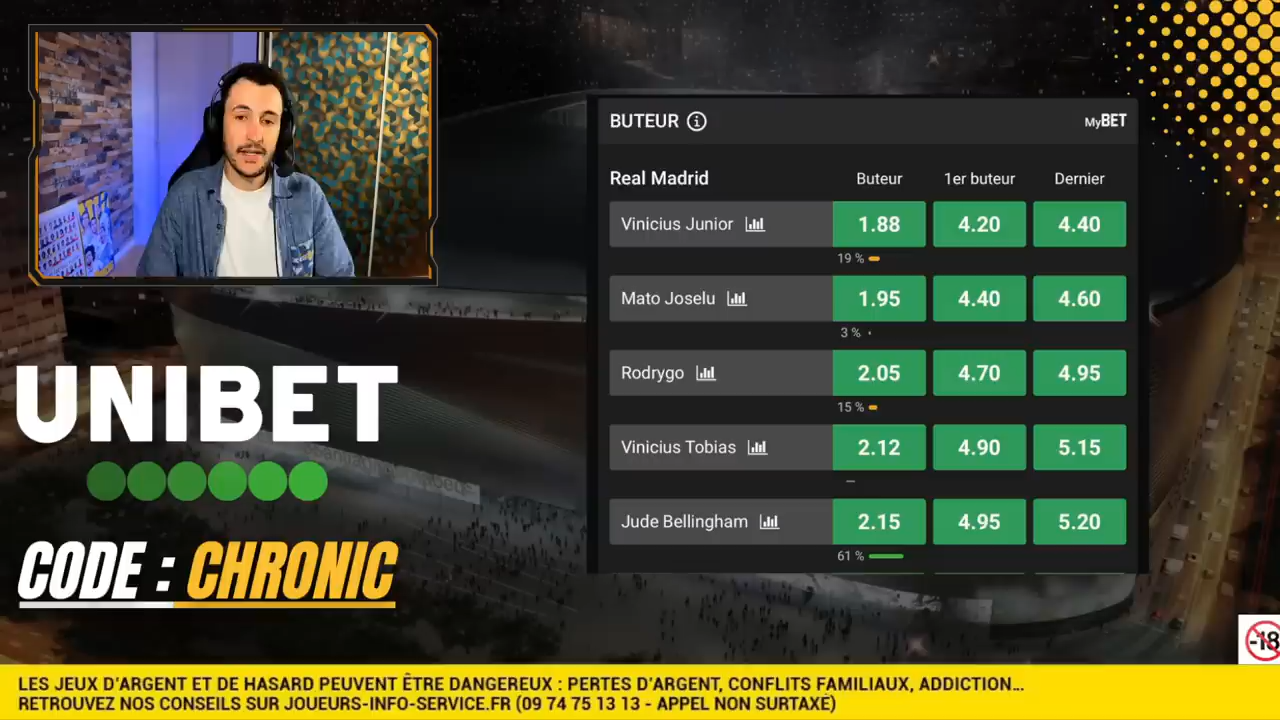 BUTEUR
MyBET
Real Madrid Buteur 1er buteur Dernier
Vinicius Junior 1.88 4.20 4.40
19 %
Mato Joselu 1.95 4.40 4.60
3 %
Rodrygo 2.05 4.70 4.95
15 %
Vinicius Tobias 2.12 4.90 5.15
–
Jude Bellingham 2.15 4.95 5.20
61 %
UNIBET
CODE : CHRONIC
-18
LES JEUX D'ARGENT ET DE HASARD PEUVENT ÊTRE DANGEREUX : PERTES D'ARGENT, CONFLITS FAMILIAUX, ADDICTION...
RETROUVEZ NOS CONSEILS SUR JOUEURS-INFO-SERVICE.FR (09 74 75 13 13 - APPEL NON SURTAXÉ)